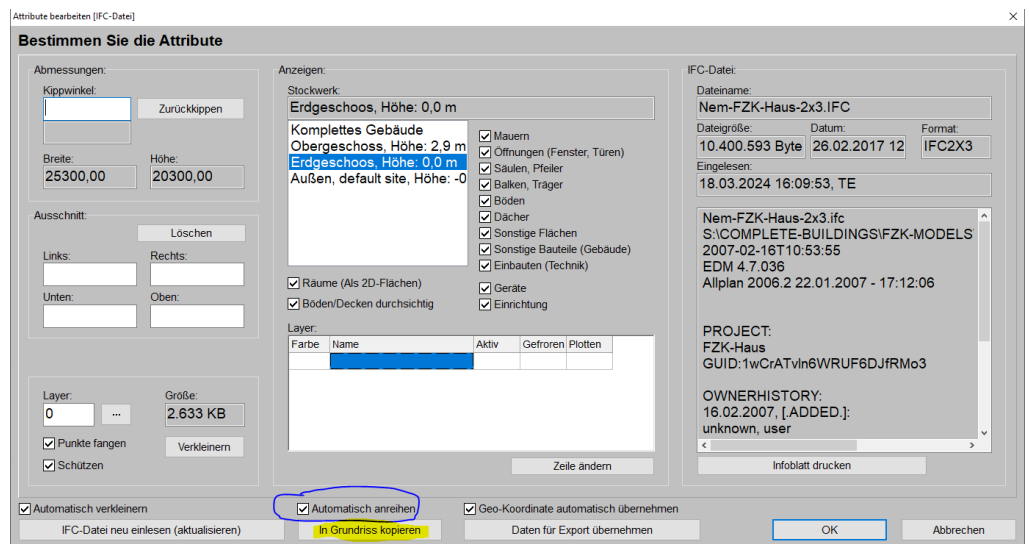 Attribute bearbeiten [IFC-Datei]
Bestimmen Sie die Attribute
Abmessungen:
Kippwinkel:
Zurückkippen
Breite:
Höhe:
25300,00
20300,00
Ausschnitt:
Löschen
Links:
Rechts:
Unten:
Oben:
Layer:
Größe:
0
...
2.633 KB
Punkte fangen
Verkleinern
Schützen
Anzeigen:
Stockwerk:
Erdgeschoos, Höhe: 0,0 m
Komplettes Gebäude
Obergeschoss, Höhe: 2,9 m
Erdgeschoos, Höhe: 0,0 m
Außen, default site, Höhe: -0
Mauern
Öffnungen (Fenster, Türen)
Säulen, Pfeiler
Balken, Träger
Böden
Dächer
Sonstige Flächen
Sonstige Bauteile (Gebäude)
Einbauten (Technik)
Räume (Als 2D-Flächen)
Geräte
Böden/Decken durchsichtig
Einrichtung
Layer:
Farbe Name Aktiv Gefroren Plotten
Zeile ändern
IFC-Datei:
Dateiname:
Nem-FZK-Haus-2x3.IFC
Dateigröße: Datum: Format:
10.400.593 Byte 26.02.2017 12 IFC2X3
Eingelesen:
18.03.2024 16:09:53, TE
Nem-FZK-Haus-2x3.ifc
S:\COMPLETE-BUILDINGS\FZK-MODELS
2007-02-16T10:53:55
EDM 4.7.036
Allplan 2006.2 22.01.2007 - 17:12:06
PROJECT:
FZK-Haus
GUID:1wCrATvln6WRUF6DJfRMo3
OWNERHISTORY:
16.02.2007, [.ADDED.]:
unknown, user
Infoblatt drucken
Automatisch verkleinern
Automatisch anreihen
Geo-Koordinate automatisch übernehmen
IFC-Datei neu einlesen (aktualisieren)
In Grundriss kopieren
Daten für Export übernehmen
OK
Abbrechen